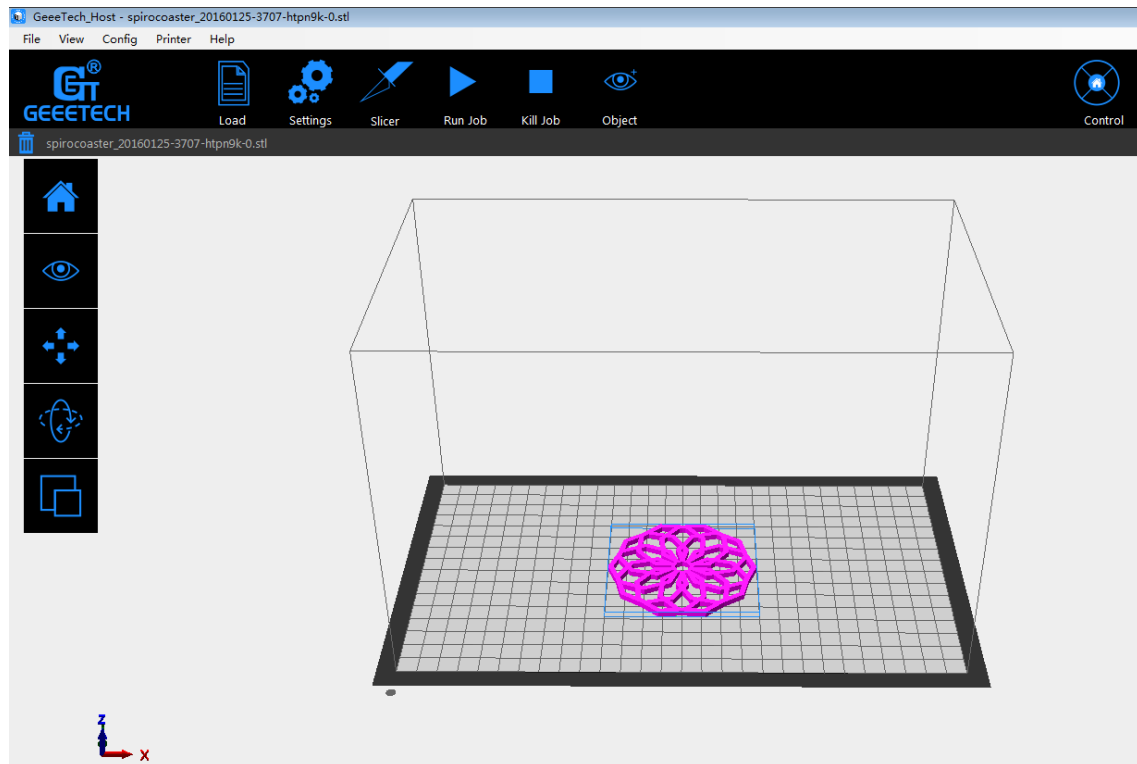 GeeeTech_Host - spirocoaster_20160125-3707-htpn9k-0.stl
File View Config Printer Help
GET®
GEEETECH
Load Settings Slicer Run Job Kill Job Object Control
spirocoaster_20160125-3707-htpn9k-0.stl
Z
X